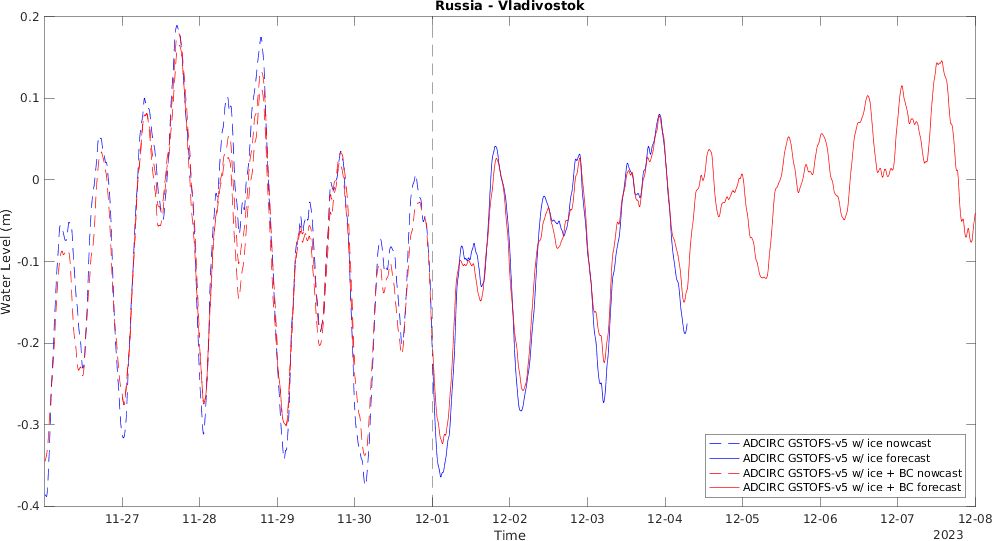 Russia - Vladivostok
0.2
0.1
0
-0.1
-0.2
-0.3
-0.4
Water Level (m)
11-27 11-28 11-29 11-30 12-01 12-02 12-03 12-04 12-05 12-06 12-07 12-08
Time
2023
ADCIRC GSTOFS-v5 w/ ice nowcast
ADCIRC GSTOFS-v5 w/ ice forecast
ADCIRC GSTOFS-v5 w/ ice + BC nowcast
ADCIRC GSTOFS-v5 w/ ice + BC forecast